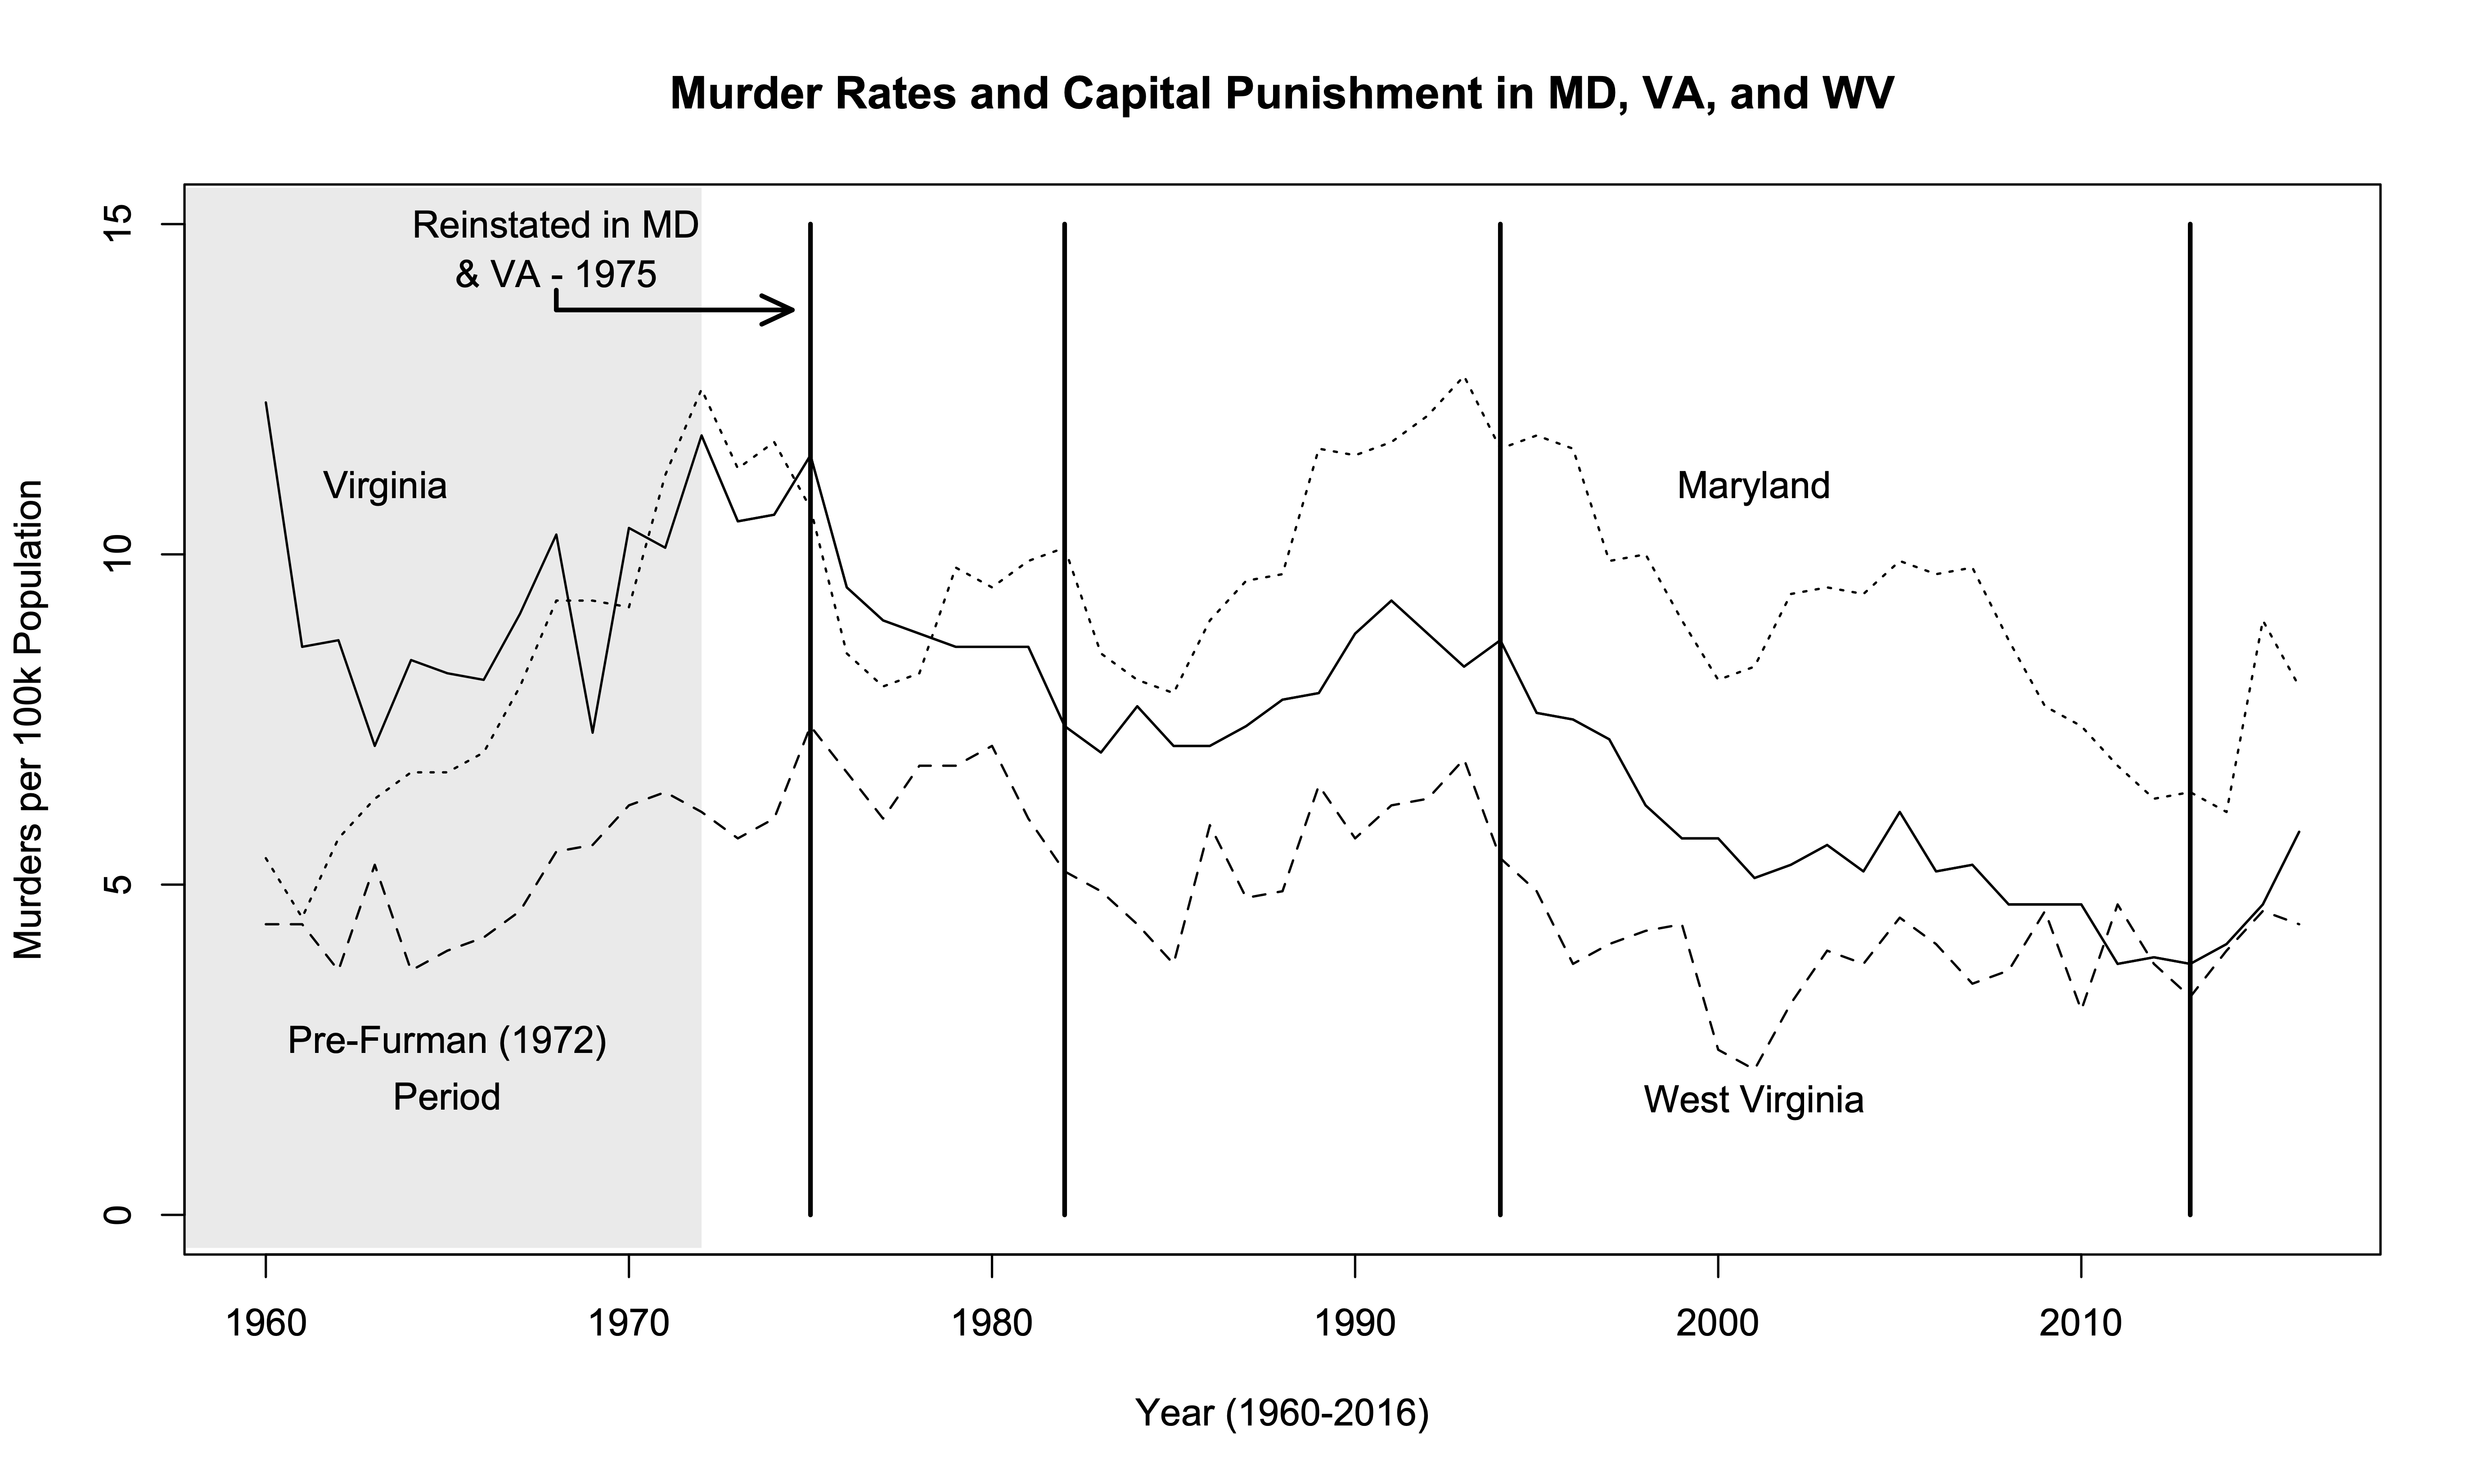 Murder Rates and Capital Punishment in MD, VA, and WV
Reinstated in MD
& VA - 1975
Virginia
Maryland
Pre-Furman (1972)
Period
West Virginia
Murders per 100k Population
15
10
5
0
1960
1970
1980
1990
2000
2010
Year (1960-2016)